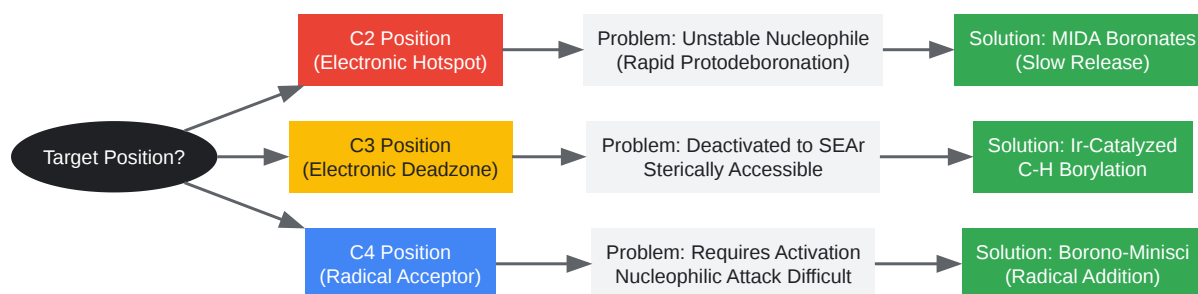 C2 Position
(Electronic Hotspot)
Problem: Unstable Nucleophile
(Rapid Protodeboronation)
Solution: MIDA Boronates
(Slow Release)
Target Position?
C3 Position
(Electronic Deadzone)
Problem: Deactivated to SEAr
Sterically Accessible
Solution: Ir-Catalyzed
C-H Borylation
C4 Position
(Radical Acceptor)
Problem: Requires Activation
Nucleophilic Attack Difficult
Solution: Borono-Minisci
(Radical Addition)